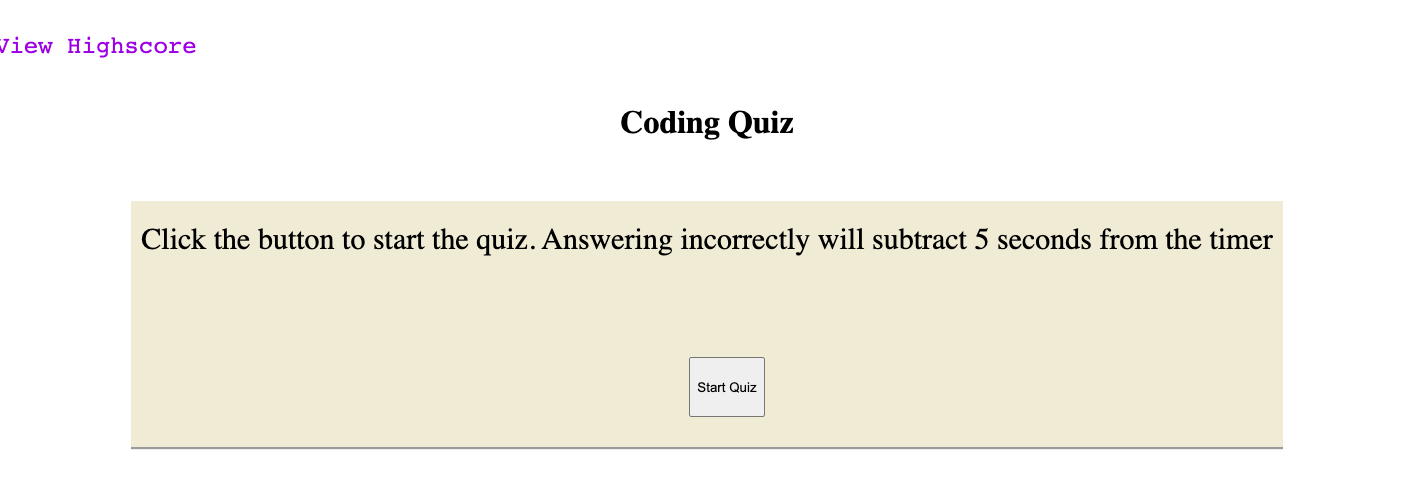 View Highscore
Coding Quiz
Click the button to start the quiz. Answering incorrectly will subtract 5 seconds from the timer
Start Quiz